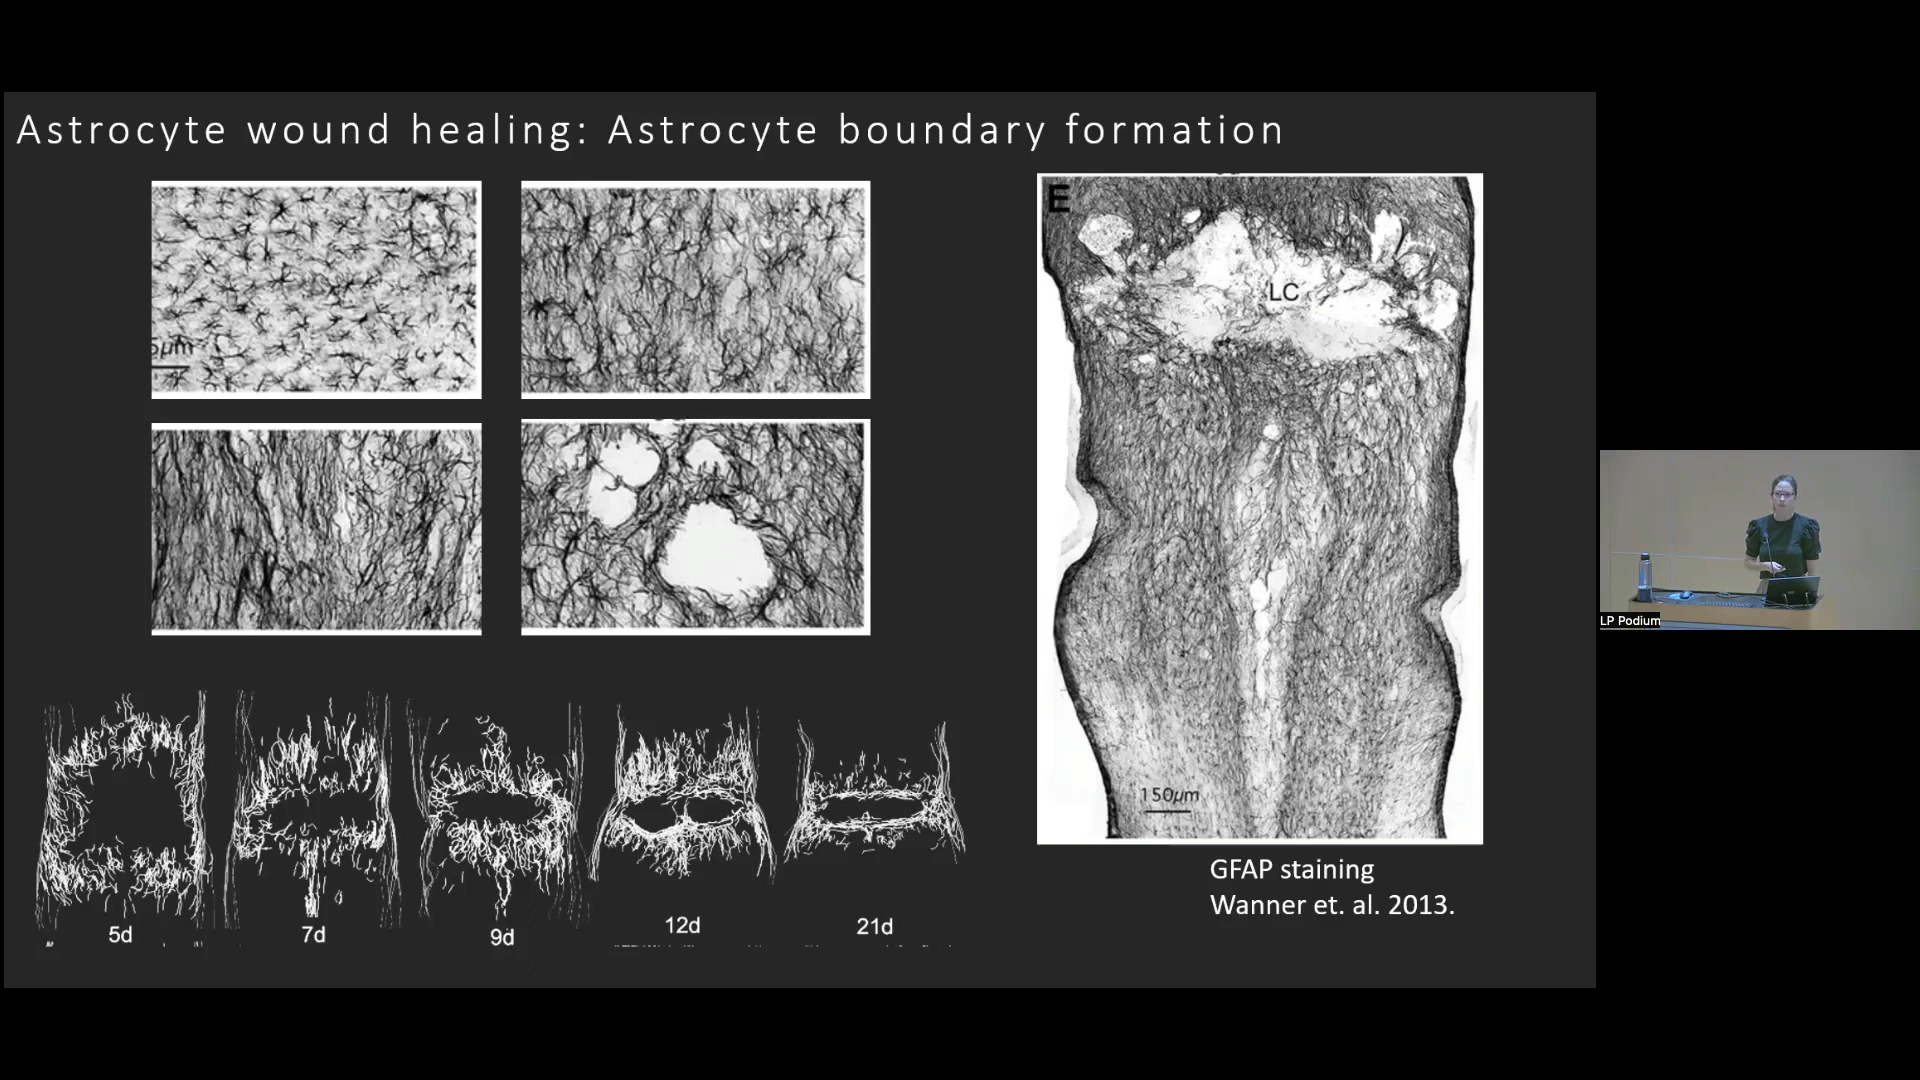 Astrocyte wound healing: Astrocyte boundary formation
E
LC
150µm
5d
7d
9d
12d
21d
GFAP staining
Wanner et. al. 2013.
LP Podium